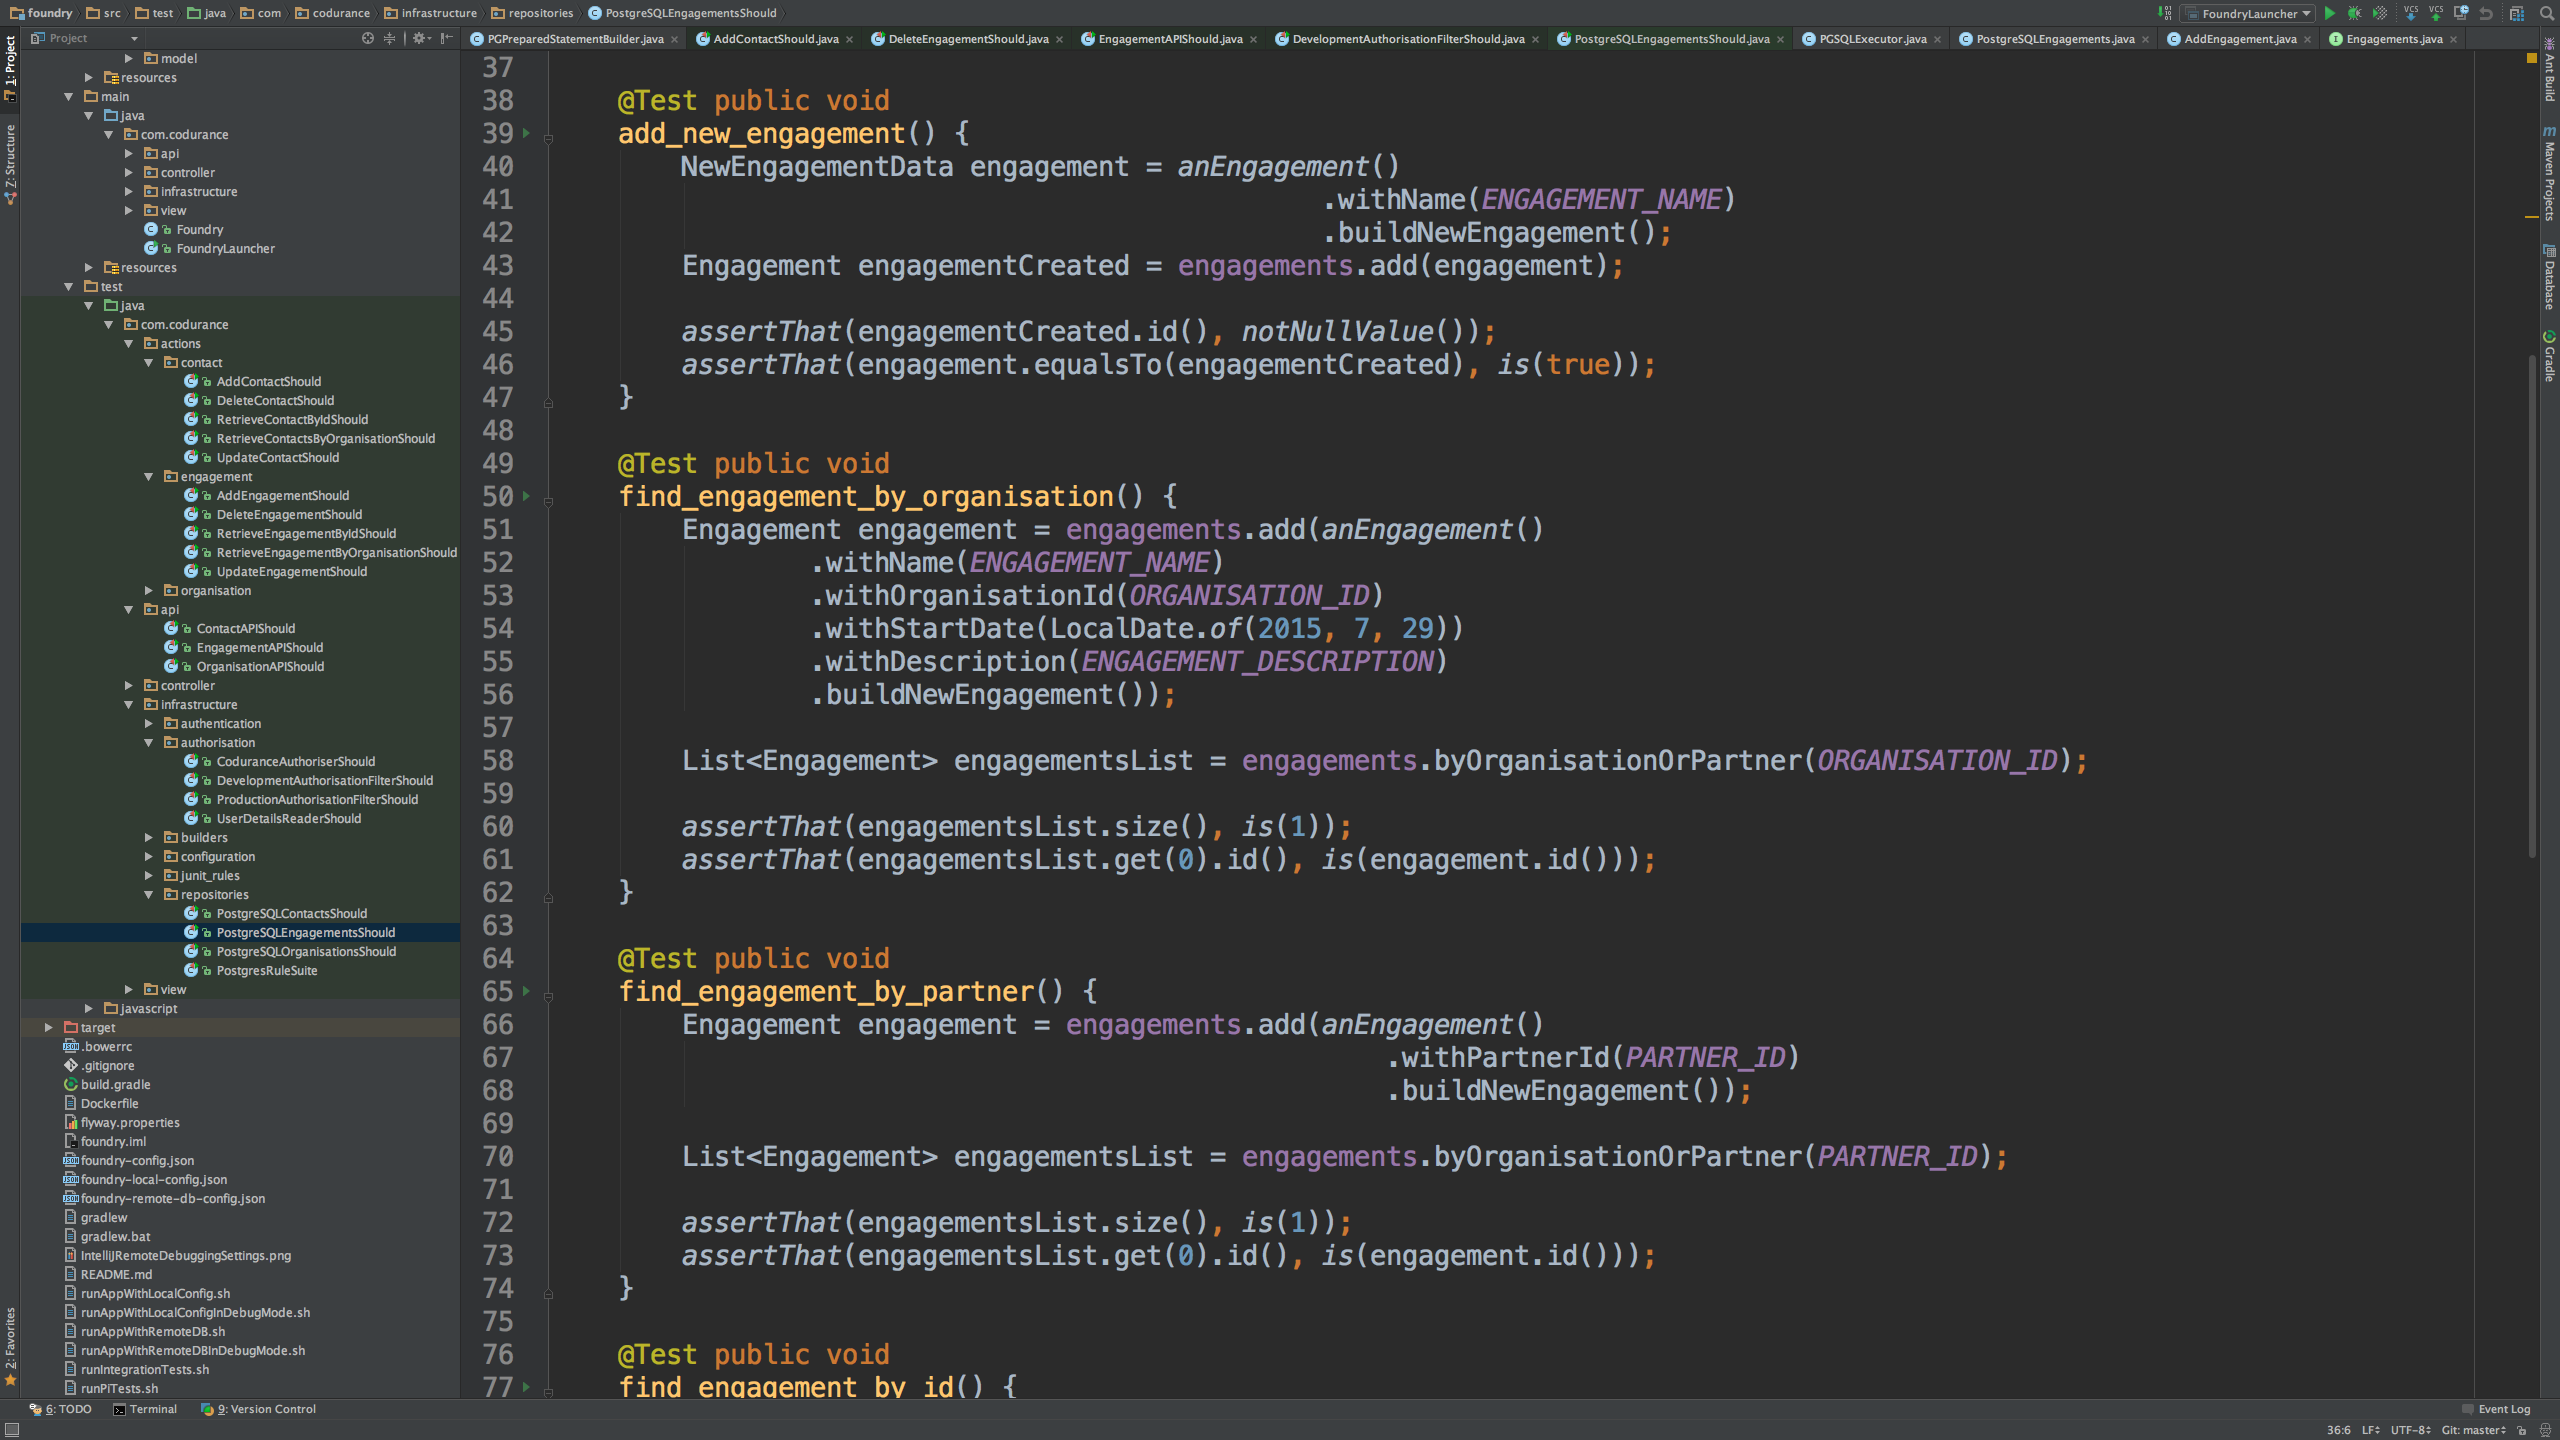 foundry src test java com codurance infrastructure repositories PostgreSQLEngagementsShould
FoundryLauncher
VCS VCS
Project
PGPreparedStatementBuilder.java AddContactShould.java DeleteEngagementShould.java EngagementAPIShould.java DevelopmentAuthorisationFilterShould.java PostgreSQLEngagementsShould.java PGSQLExecutor.java PostgreSQLEngagements.java AddEngagement.java Engagements.java
1: Project
Z: Structure
2: Favorites
model
resources
main
java
com.codurance
api
controller
infrastructure
view
Foundry
FoundryLauncher
resources
test
java
com.codurance
actions
contact
AddContactShould
DeleteContactShould
RetrieveContactByIdShould
RetrieveContactsByOrganisationShould
UpdateContactShould
engagement
AddEngagementShould
DeleteEngagementShould
RetrieveEngagementByIdShould
RetrieveEngagementByOrganisationShould
UpdateEngagementShould
organisation
api
ContactAPIShould
EngagementAPIShould
OrganisationAPIShould
controller
infrastructure
authentication
authorisation
CoduranceAuthoriserShould
DevelopmentAuthorisationFilterShould
ProductionAuthorisationFilterShould
UserDetailsReaderShould
builders
configuration
junit_rules
repositories
PostgreSQLContactsShould
PostgreSQLEngagementsShould
PostgreSQLOrganisationsShould
PostgresRuleSuite
view
javascript
target
.bowerrc
.gitignore
build.gradle
Dockerfile
flyway.properties
foundry.iml
foundry-config.json
foundry-local-config.json
foundry-remote-db-config.json
gradlew
gradlew.bat
IntelliJRemoteDebuggingSettings.png
README.md
runAppWithLocalConfig.sh
runAppWithLocalConfigInDebugMode.sh
runAppWithRemoteDB.sh
runAppWithRemoteDBInDebugMode.sh
runIntegrationTests.sh
runPiTests.sh
37
38 @Test public void
39 add_new_engagement() {
40 NewEngagementData engagement = anEngagement()
41 .withName(ENGAGEMENT_NAME)
42 .buildNewEngagement();
43 Engagement engagementCreated = engagements.add(engagement);
44
45 assertThat(engagementCreated.id(), notNullValue());
46 assertThat(engagement.equalsTo(engagementCreated), is(true));
47 }
48
49 @Test public void
50 find_engagement_by_organisation() {
51 Engagement engagement = engagements.add(anEngagement()
52 .withName(ENGAGEMENT_NAME)
53 .withOrganisationId(ORGANISATION_ID)
54 .withStartDate(LocalDate.of(2015, 7, 29))
55 .withDescription(ENGAGEMENT_DESCRIPTION)
56 .buildNewEngagement());
57
58 List<Engagement> engagementsList = engagements.byOrganisationOrPartner(ORGANISATION_ID);
59
60 assertThat(engagementsList.size(), is(1));
61 assertThat(engagementsList.get(0).id(), is(engagement.id()));
62 }
63
64 @Test public void
65 find_engagement_by_partner() {
66 Engagement engagement = engagements.add(anEngagement()
67 .withPartnerId(PARTNER_ID)
68 .buildNewEngagement());
69
70 List<Engagement> engagementsList = engagements.byOrganisationOrPartner(PARTNER_ID);
71
72 assertThat(engagementsList.size(), is(1));
73 assertThat(engagementsList.get(0).id(), is(engagement.id()));
74 }
75
76 @Test public void
77 find_engagement_by_id() {
Ant Build
Maven Projects
Database
Gradle
6: TODO Terminal 9: Version Control
Event Log
36:6 LF UTF-8 Git: master